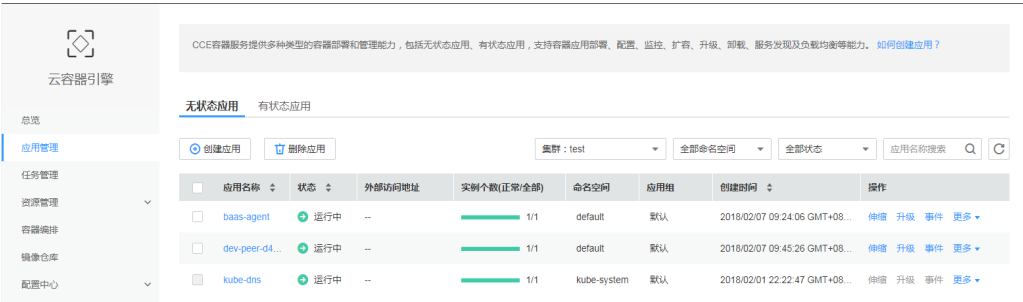 CCE容器服务提供多种类型的容器部署和管理能力，包括无状态应用、有状态应用，支持容器应用部署、配置、监控、扩容、升级、卸载、服务发现及负载均衡等能力。 如何创建应用？
云容器引擎
无状态应用 有状态应用
总览
应用管理
创建应用 删除应用 集群：test 全部命名空间 全部状态 应用名称搜索
任务管理
应用名称 状态 外部访问地址 实例个数(正常/全部) 命名空间 应用组 创建时间 操作
资源管理
baas-agent 运行中 -- 1/1 default 默认 2018/02/07 09:24:06 GMT+08... 伸缩 升级 事件 更多
容器编排
dev-peer-d4... 运行中 -- 1/1 default 默认 2018/02/07 09:45:26 GMT+08... 伸缩 升级 事件 更多
镜像仓库
kube-dns 运行中 -- 1/1 kube-system 默认 2018/02/01 22:22:47 GMT+08... 伸缩 升级 事件 更多
配置中心